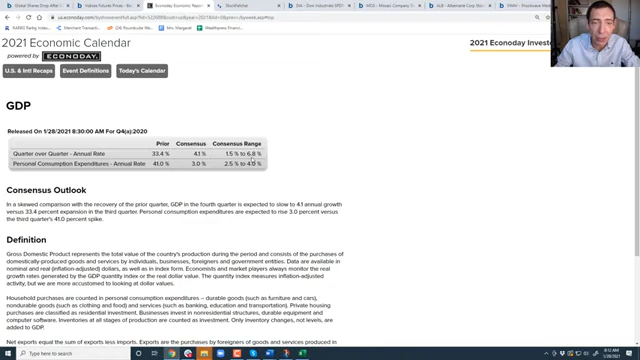 2021 Economic Calendar
powered by ECONODAY
2021 Econoday Inves
U.S. & Intl Recaps Event Definitions Today's Calendar
GDP
Released On 1/28/2021 8:30:00 AM For Q4(a):2020
Prior Consensus Consensus Range
Quarter over Quarter - Annual Rate 33.4 % 4.1 % 1.5 % to 6.8 %
Personal Consumption Expenditures - Annual Rate 41.0 % 3.0 % 2.5 % to 4.0 %
Consensus Outlook
In a skewed comparison with the recovery of the prior quarter, GDP in the fourth quarter is expected to slow to 4.1 annual growth
versus 33.4 percent expansion in the third quarter. Personal consumption expenditures are expected to rise 3.0 percent versus
the third quarter's 41.0 percent spike.
Definition
Gross Domestic Product represents the total value of the country's production during the period and consists of the purchases of
domestically-produced goods and services by individuals, businesses, foreigners and government entities. Data are available in
nominal and real (inflation-adjusted) dollars, as well as in index form. Economists and market players always monitor the real
growth rates generated by the GDP quantity index or the real dollar value. The quantity index measures inflation-adjusted
activity, but we are more accustomed to looking at dollar values.
Household purchases are counted in personal consumption expenditures - durable goods (such as furniture and cars),
nondurable goods (such as clothing and food) and services (such as banking, education and transportation). Private housing
purchases are classified as residential investment. Businesses invest in nonresidential structures, durable equipment and
computer software. Inventories at all stages of production are counted as investment. Only inventory changes, not levels, are
added to GDP.
Net exports equal the sum of exports less imports. Exports are the purchases by foreigners of goods and services produced in
8:12 AM
1/28/2021